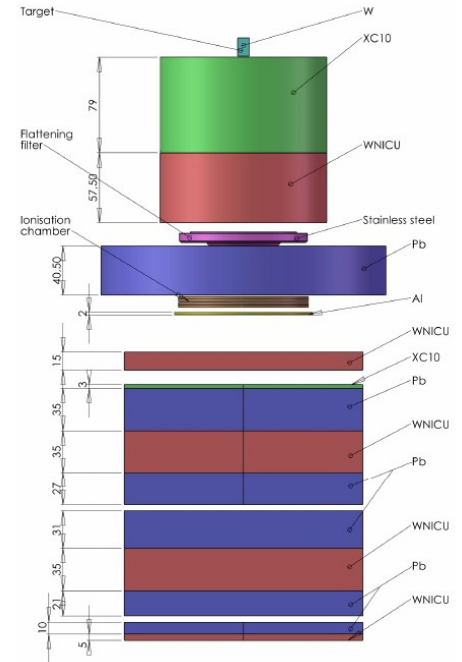 Target
W
XC10
79
Flattening
filter
WNICU
57,50
Ionisation
chamber
Stainless steel
Pb
40,50
Al
2
WNICU
15
XC10
3
Pb
35
WNICU
35
Pb
27
31
WNICU
35
Pb
21
WNICU
10
5